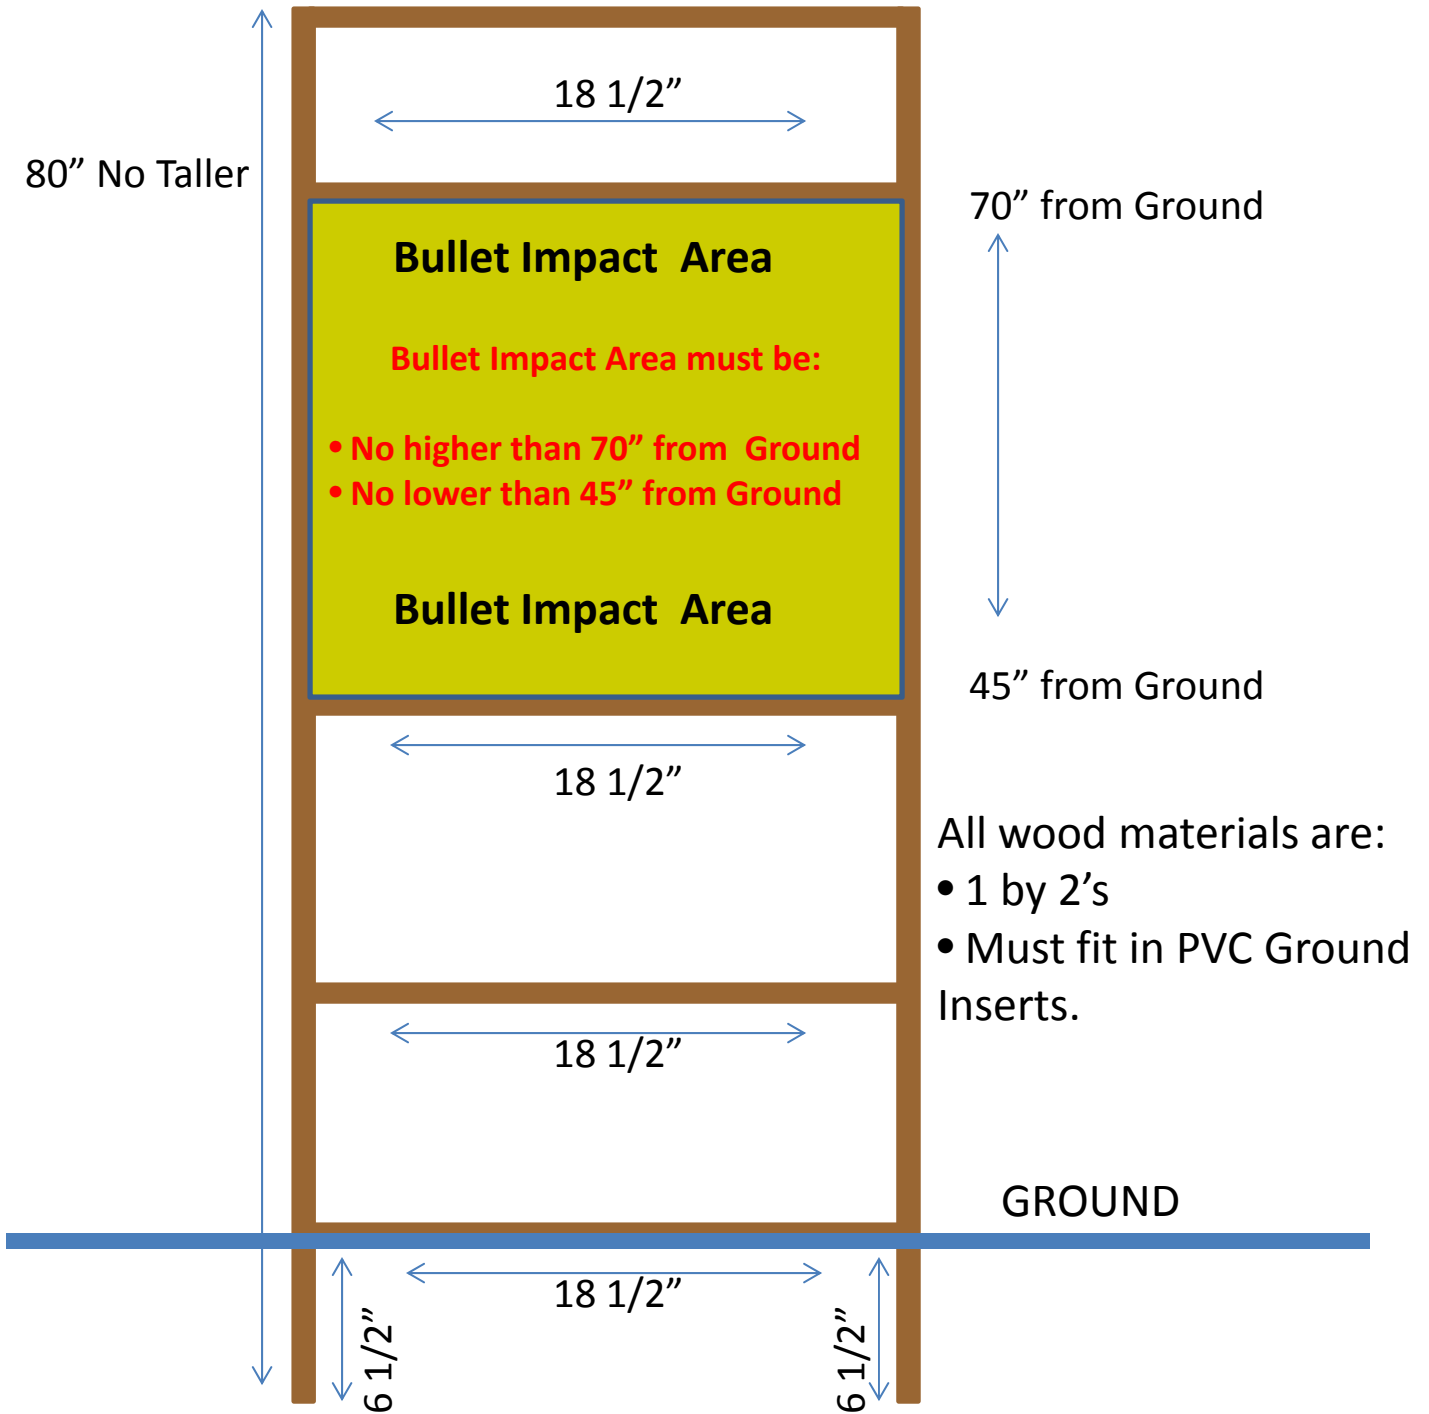 18 1/2”
80” No Taller
70” from Ground
Bullet Impact  Area
Bullet Impact Area must be:
• No higher than 70” from  Ground
• No lower than 45” from Ground
Bullet Impact  Area
45” from Ground
18 1/2”
All wood materials are:
• 1 by 2’s
• Must fit in PVC Ground
Inserts.
18 1/2”
GROUND
18 1/2”
6 1/2”
6 1/2”